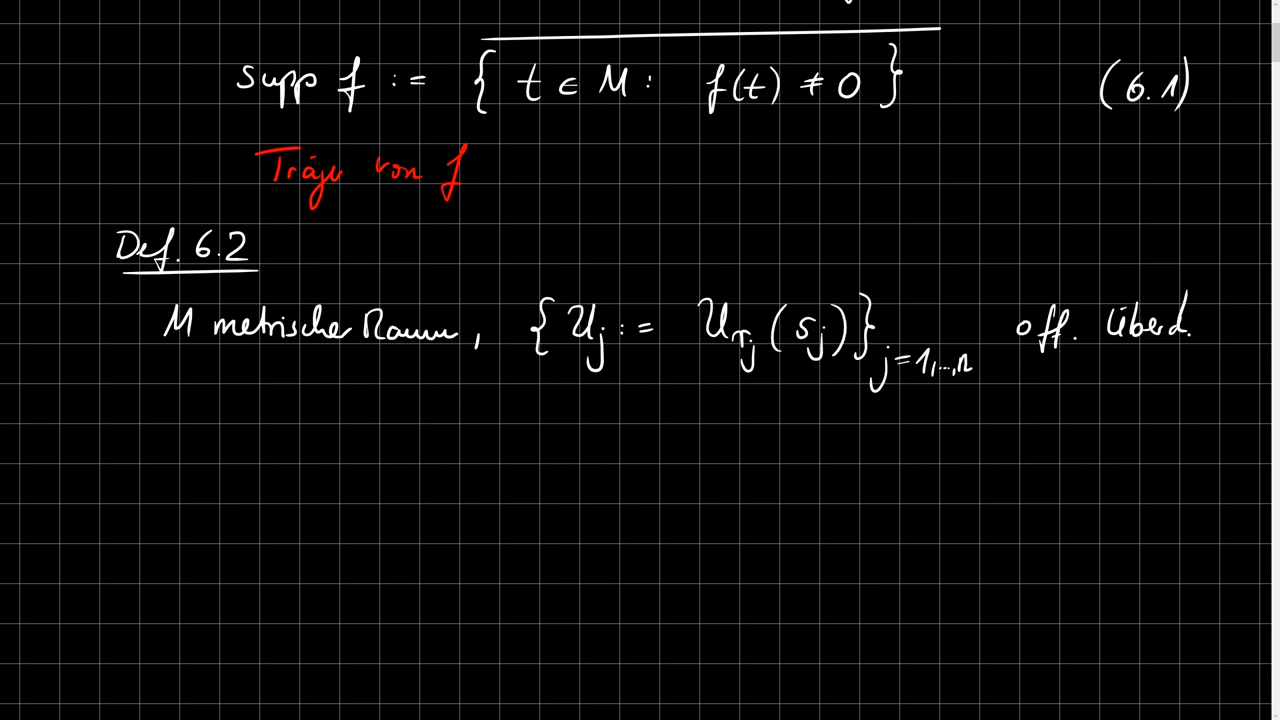 supp f := { t ∈ M : f(t) ≠ 0 } (6.1)
Träger von f
Def. 6.2
M metrischer Raum, { U_j := U_{r_j}(s_j) }_{j=1,...,n} off. Überd.